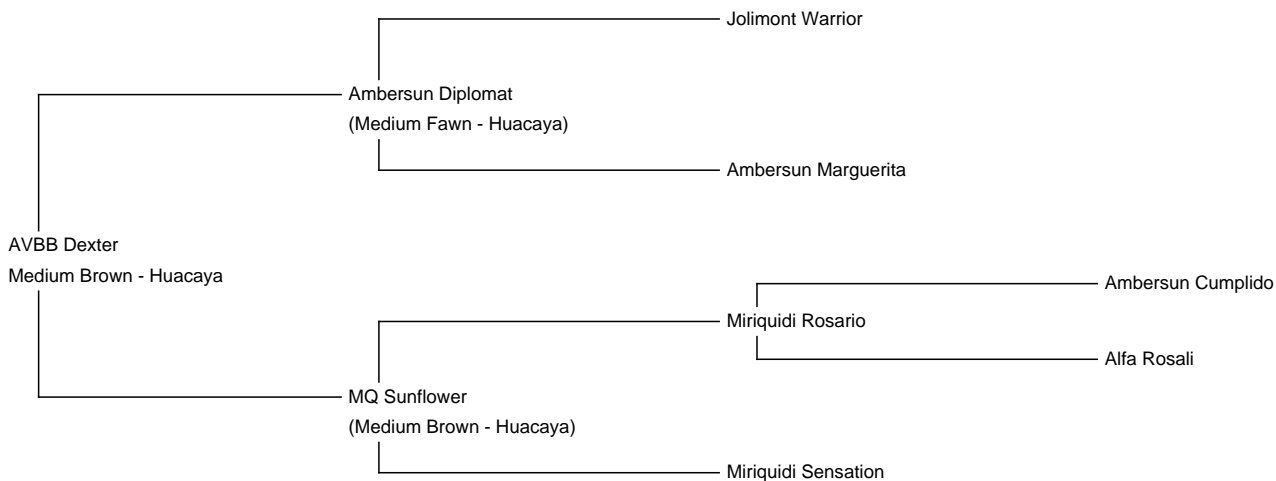 Jolimont Warrior
Ambersun Diplomat
(Medium Fawn - Huacaya)
Ambersun Marguerita
AVBB Dexter
Medium Brown - Huacaya
Ambersun Cumplido
Miriquidi Rosario
Alfa Rosali
MQ Sunflower
(Medium Brown - Huacaya)
Miriquidi Sensation